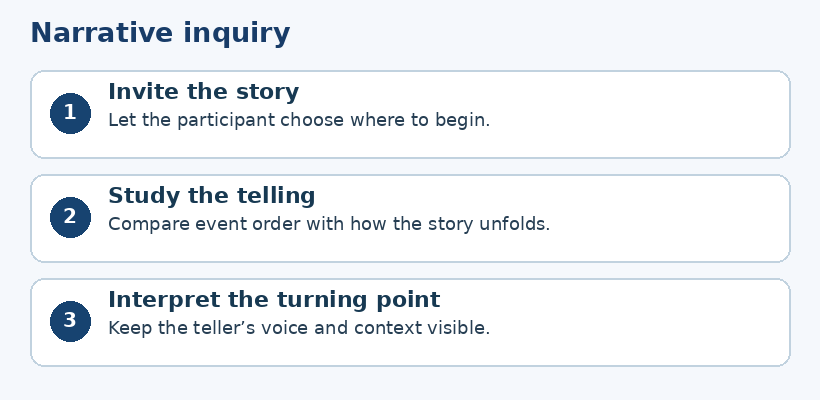 Narrative inquiry
1
Invite the story
Let the participant choose where to begin.
2
Study the telling
Compare event order with how the story unfolds.
3
Interpret the turning point
Keep the teller’s voice and context visible.